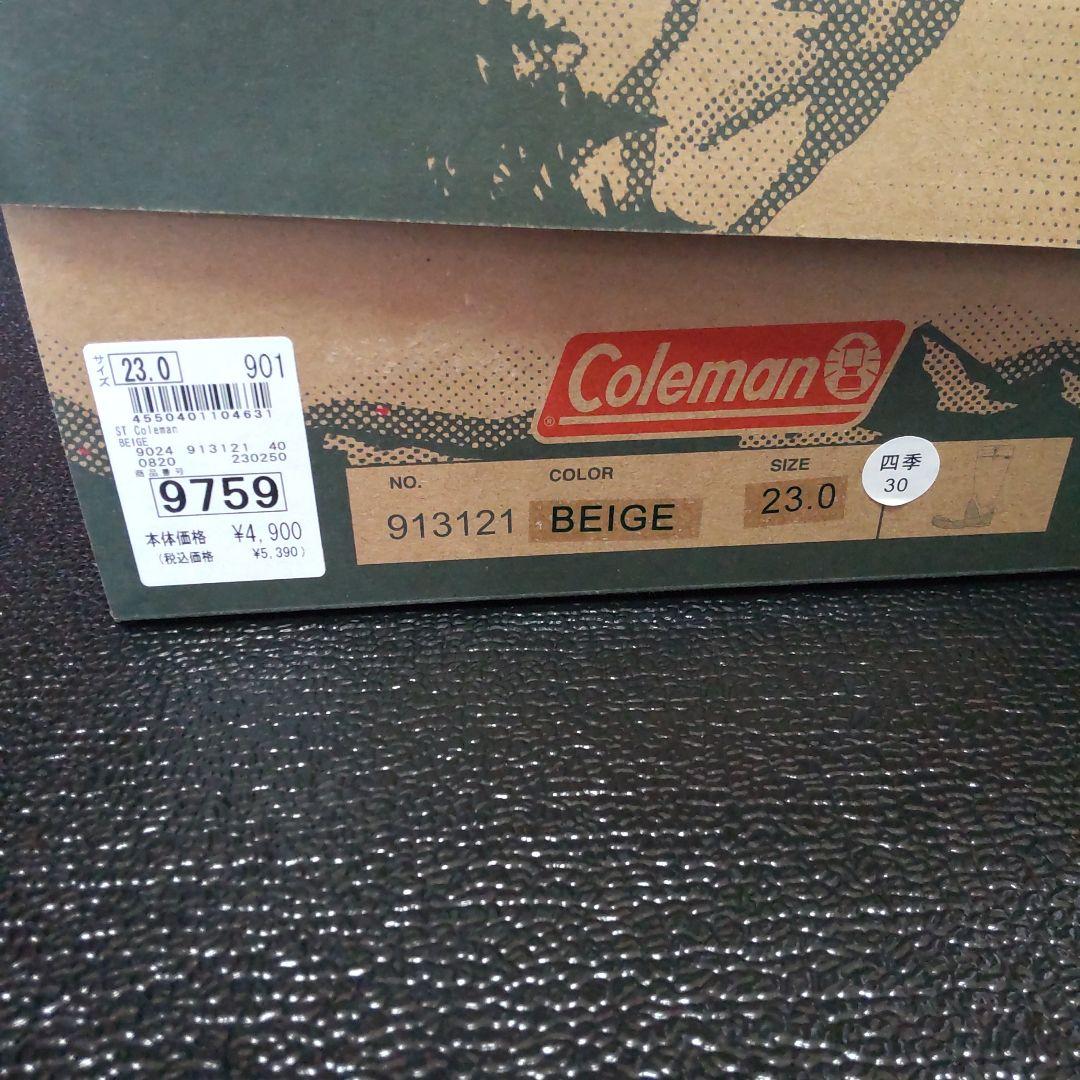 サイズ 23.0 901
4550401104631
ST Coleman
BEIGE
9024 913121 40
0820 230250
商品番号
9759
本体価格 ¥4,900
(税込価格 ¥5,390)
Coleman
®
NO. COLOR SIZE
913121 BEIGE 23.0
四季
30